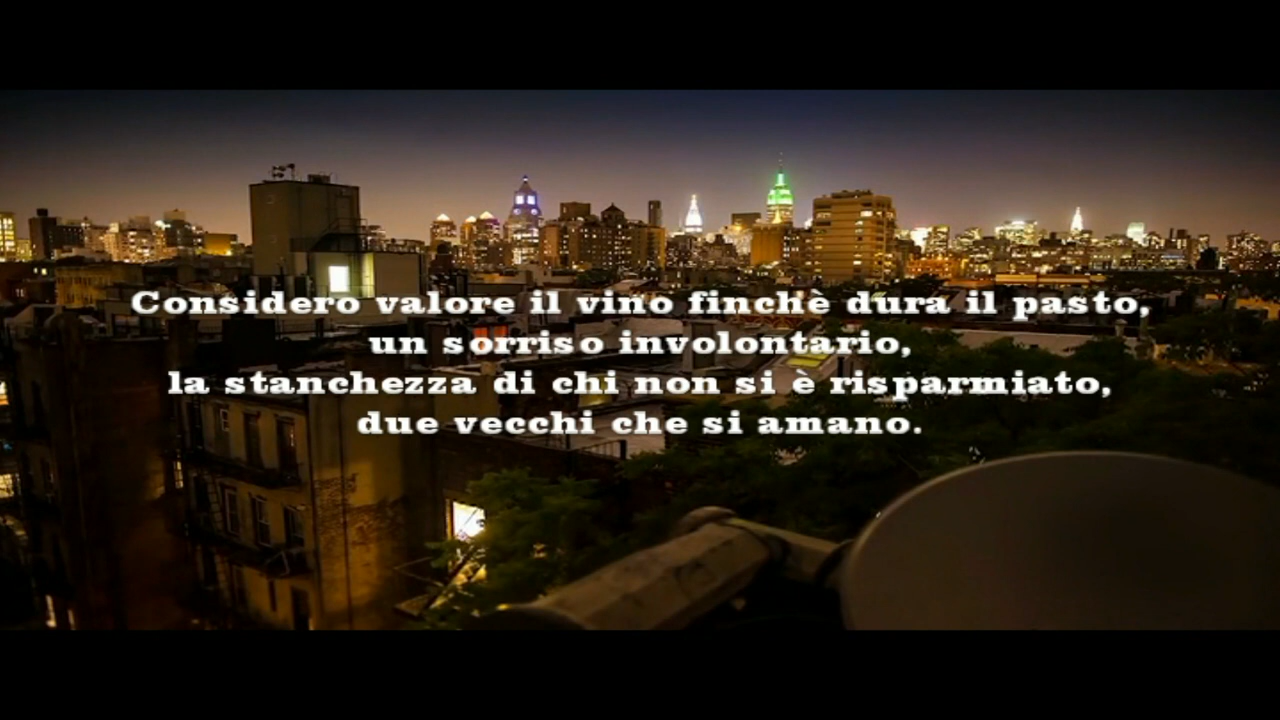 Considero valore il vino finchè dura il pasto,
un sorriso involontario,
la stanchezza di chi non si è risparmiato,
due vecchi che si amano.